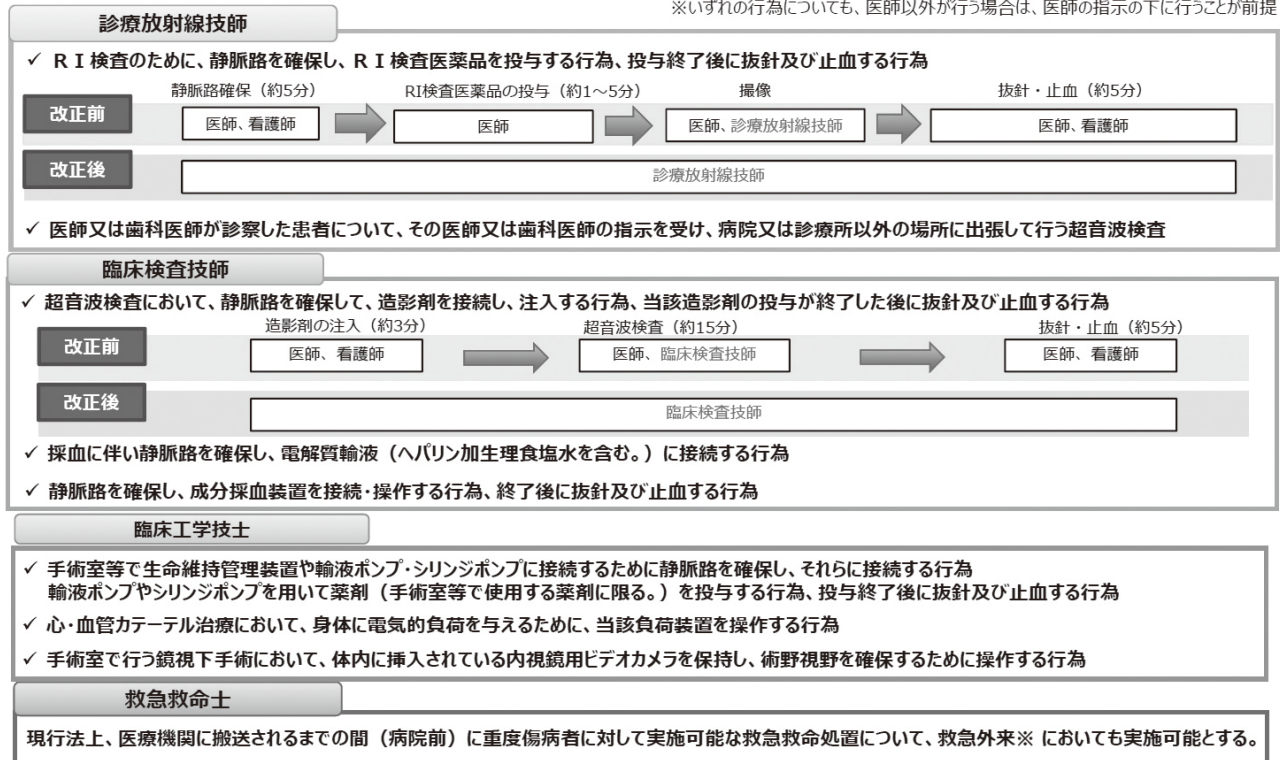 ※いずれの行為についても、医師以外が行う場合は、医師の指示の下に行うことが前提
診療放射線技師
✓ ＲＩ検査のために、静脈路を確保し、ＲＩ検査医薬品を投与する行為、投与終了後に抜針及び止血する行為
静脈路確保（約5分） RI検査医薬品の投与（約1～5分） 撮像 抜針・止血（約5分）
改正前 医師、看護師 医師 医師、診療放射線技師 医師、看護師
改正後 診療放射線技師
✓ 医師又は歯科医師が診察した患者について、その医師又は歯科医師の指示を受け、病院又は診療所以外の場所に出張して行う超音波検査
臨床検査技師
✓ 超音波検査において、静脈路を確保して、造影剤を接続し、注入する行為、当該造影剤の投与が終了した後に抜針及び止血する行為
造影剤の注入（約3分） 超音波検査（約15分） 抜針・止血（約5分）
改正前 医師、看護師 医師、臨床検査技師 医師、看護師
改正後 臨床検査技師
✓ 採血に伴い静脈路を確保し、電解質輸液（ヘパリン加生理食塩水を含む。）に接続する行為
✓ 静脈路を確保し、成分採血装置を接続・操作する行為、終了後に抜針及び止血する行為
臨床工学技士
✓ 手術室等で生命維持管理装置や輸液ポンプ・シリンジポンプに接続するために静脈路を確保し、それらに接続する行為
輸液ポンプやシリンジポンプを用いて薬剤（手術室等で使用する薬剤に限る。）を投与する行為、投与終了後に抜針及び止血する行為
✓ 心・血管カテーテル治療において、身体に電気的負荷を与えるために、当該負荷装置を操作する行為
✓ 手術室で行う鏡視下手術において、体内に挿入されている内視鏡用ビデオカメラを保持し、術野視野を確保するために操作する行為
救急救命士
現行法上、医療機関に搬送されるまでの間（病院前）に重度傷病者に対して実施可能な救急救命処置について、救急外来※ においても実施可能とする。